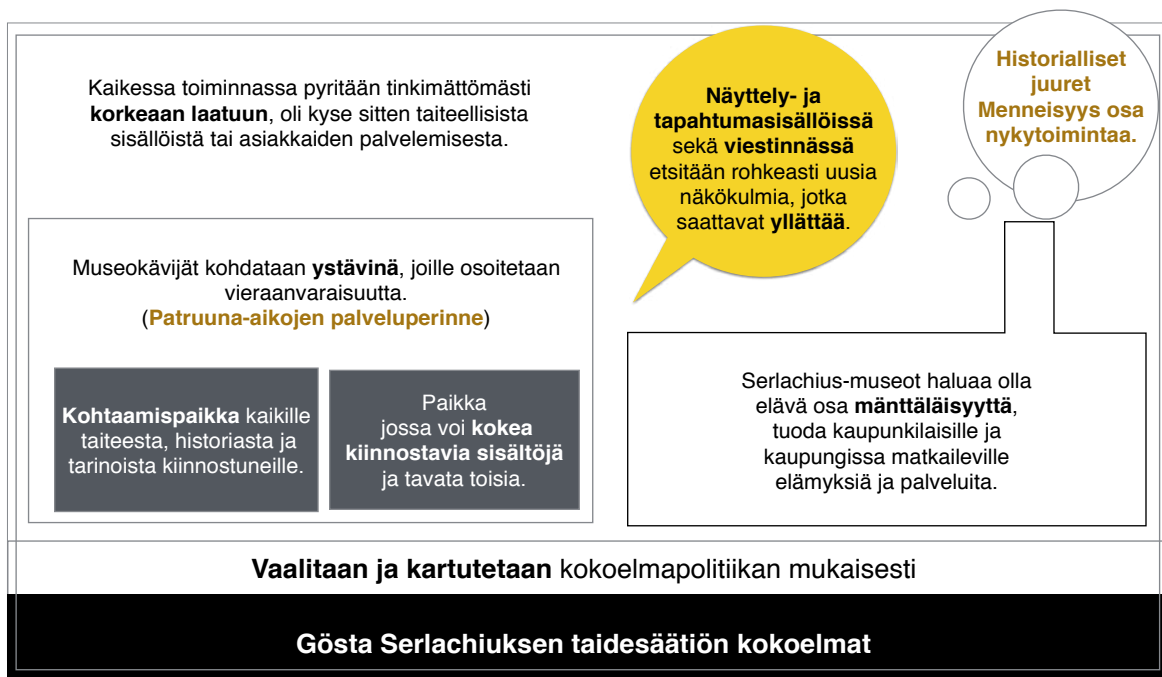 Kaikessa toiminnassa pyritään tinkimättömästi
korkeaan laatuun, oli kyse sitten taiteellisista
sisällöistä tai asiakkaiden palvelemisesta.
Näyttely- ja
tapahtumasisällöissä
sekä viestinnässä
etsitään rohkeasti uusia
näkökulmia, jotka
saattavat yllättää.
Historialliset
juuret
Menneisyys osa
nykytoimintaa.
Museokävijät kohdataan ystävinä, joille osoitetaan
vieraanvaraisuutta.
(Patruuna-aikojen palveluperinne)
Kohtaamispaikka kaikille
taiteesta, historiasta ja
tarinoista kiinnostuneille.
Paikka
jossa voi kokea
kiinnostavia sisältöjä
ja tavata toisia.
Serlachius-museot haluaa olla
elävä osa mänttäläisyyttä,
tuoda kaupunkilaisille ja
kaupungissa matkaileville
elämyksiä ja palveluita.
Vaalitaan ja kartutetaan kokoelmapolitiikan mukaisesti
Gösta Serlachiuksen taidesäätiön kokoelmat